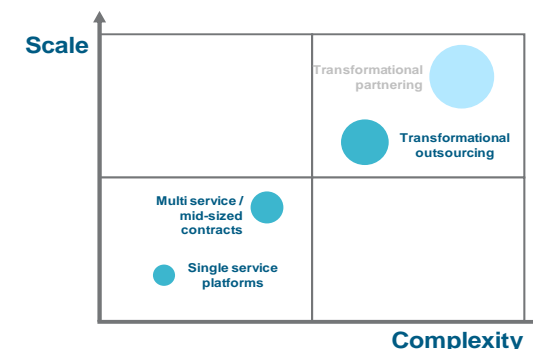 Scale
Transformational
partnering
Transformational
outsourcing
Multi service /
mid-sized
contracts
Single service
platforms
Complexity